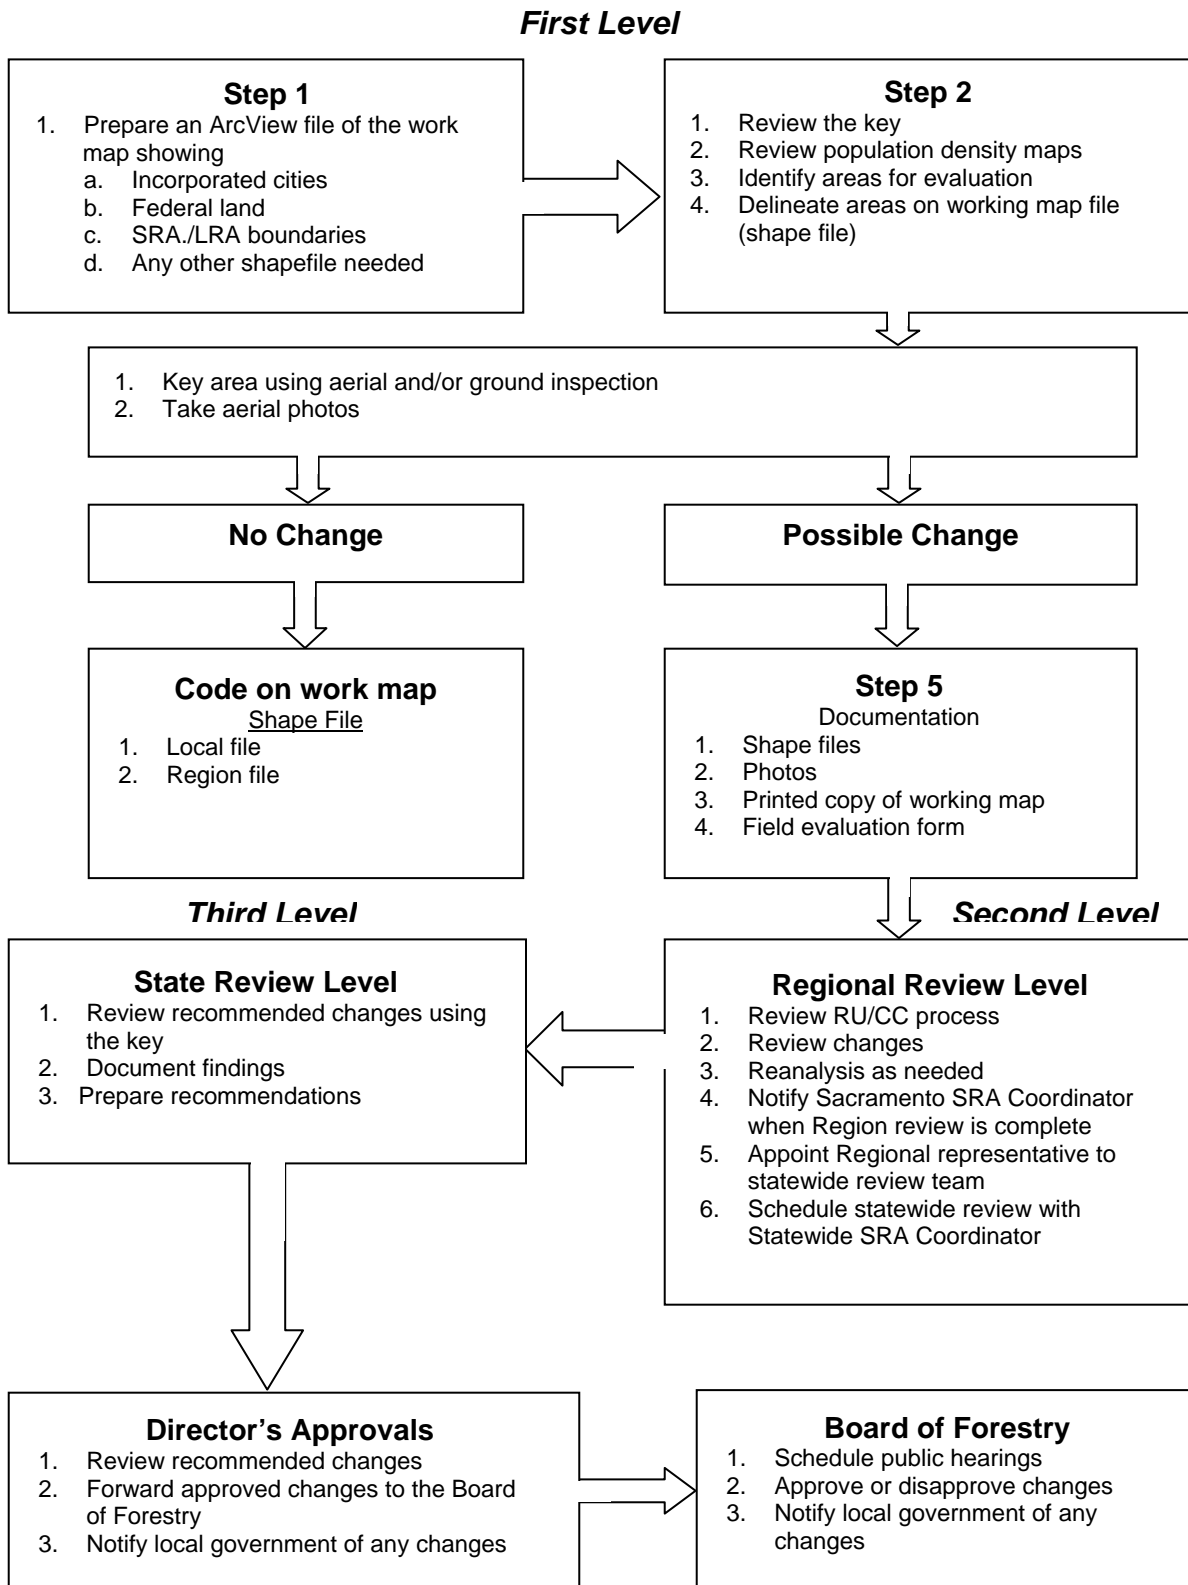 First Level
Step 1
1. Prepare an ArcView file of the work
map showing
a. Incorporated cities
b. Federal land
c. SRA./LRA boundaries
d. Any other shapefile needed
Step 2
1. Review the key
2. Review population density maps
3. Identify areas for evaluation
4. Delineate areas on working map file
(shape file)
1. Key area using aerial and/or ground inspection
2. Take aerial photos
No Change
Possible Change
Code on work map
Shape File
1. Local file
2. Region file
Step 5
Documentation
1. Shape files
2. Photos
3. Printed copy of working map
4. Field evaluation form
Third Level
Second Level
State Review Level
1. Review recommended changes using
the key
2. Document findings
3. Prepare recommendations
Regional Review Level
1. Review RU/CC process
2. Review changes
3. Reanalysis as needed
4. Notify Sacramento SRA Coordinator
when Region review is complete
5. Appoint Regional representative to
statewide review team
6. Schedule statewide review with
Statewide SRA Coordinator
Director's Approvals
1. Review recommended changes
2. Forward approved changes to the Board
of Forestry
3. Notify local government of any changes
Board of Forestry
1. Schedule public hearings
2. Approve or disapprove changes
3. Notify local government of any
changes